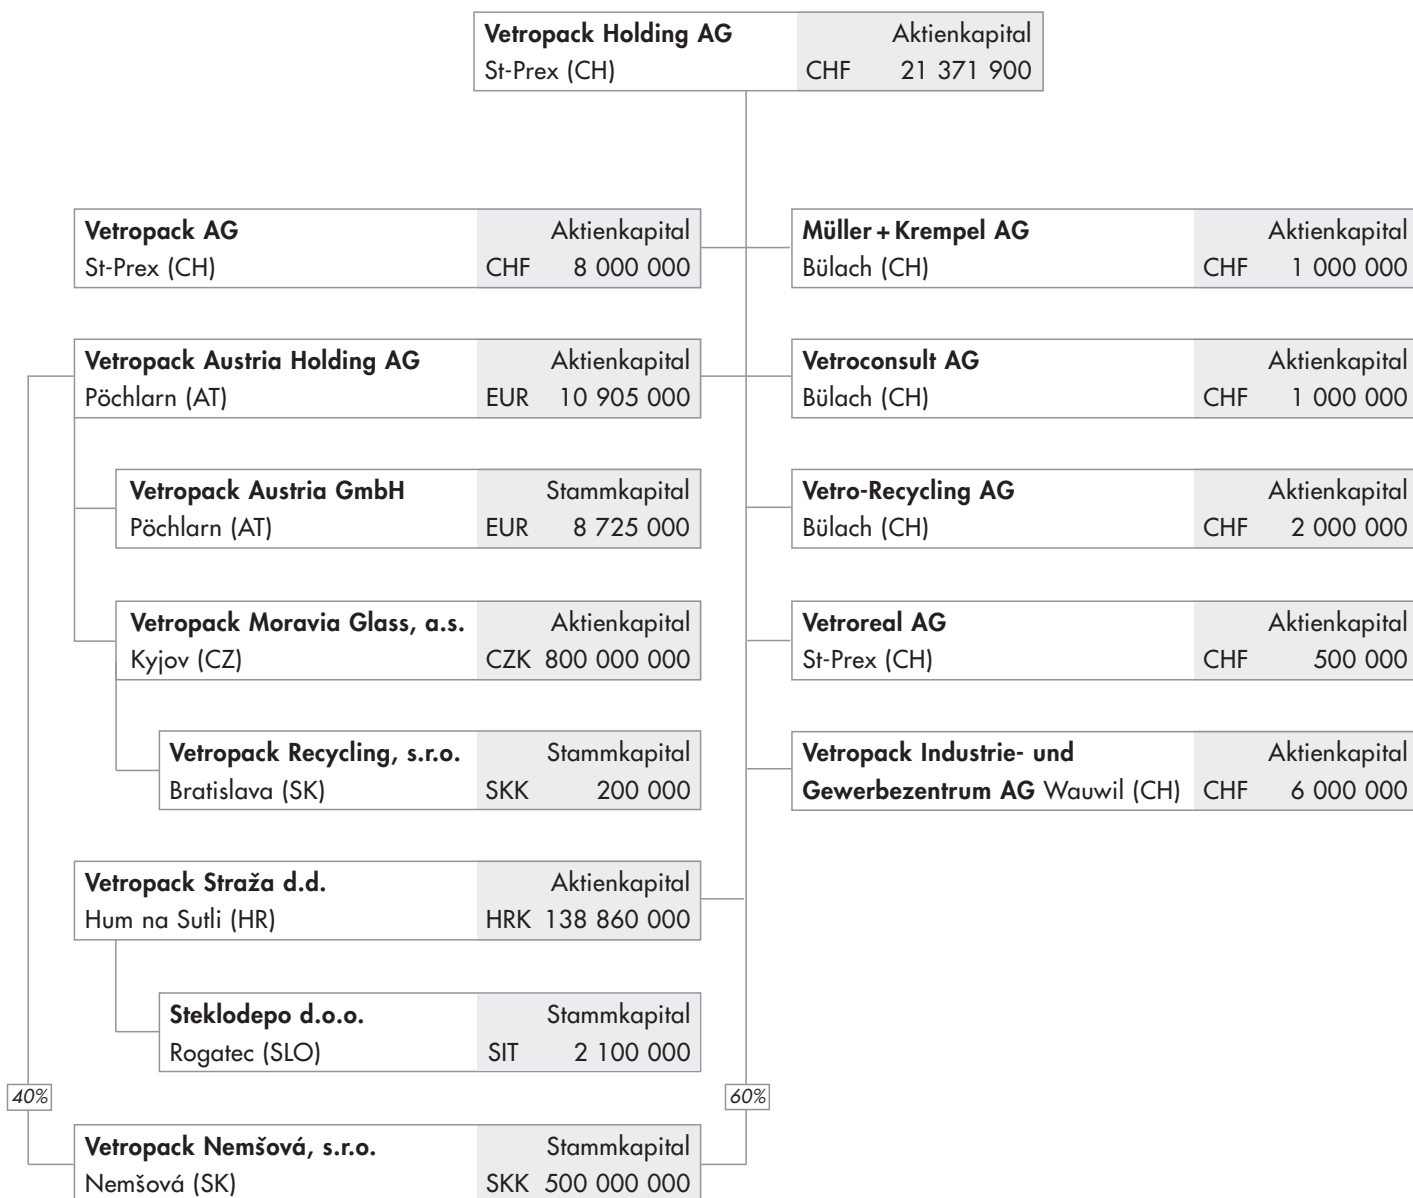 Vetropack Holding AG Aktienkapital
St-Prex (CH) CHF 21 371 900
Vetropack AG Aktienkapital
St-Prex (CH) CHF 8 000 000
Müller + Krempel AG Aktienkapital
Bülach (CH) CHF 1 000 000
Vetropack Austria Holding AG Aktienkapital
Pöchlarn (AT) EUR 10 905 000
Vetroconsult AG Aktienkapital
Bülach (CH) CHF 1 000 000
Vetropack Austria GmbH Stammkapital
Pöchlarn (AT) EUR 8 725 000
Vetro-Recycling AG Aktienkapital
Bülach (CH) CHF 2 000 000
Vetropack Moravia Glass, a.s. Aktienkapital
Kyjov (CZ) CZK 800 000 000
Vetroreal AG Aktienkapital
St-Prex (CH) CHF 500 000
Vetropack Recycling, s.r.o. Stammkapital
Bratislava (SK) SKK 200 000
Vetropack Industrie- und Aktienkapital
Gewerbezentrum AG Wauwil (CH) CHF 6 000 000
Vetropack Straža d.d. Aktienkapital
Hum na Sutli (HR) HRK 138 860 000
Steklodepo d.o.o. Stammkapital
Rogatec (SLO) SIT 2 100 000
40%
60%
Vetropack Nemšová, s.r.o. Stammkapital
Nemšová (SK) SKK 500 000 000